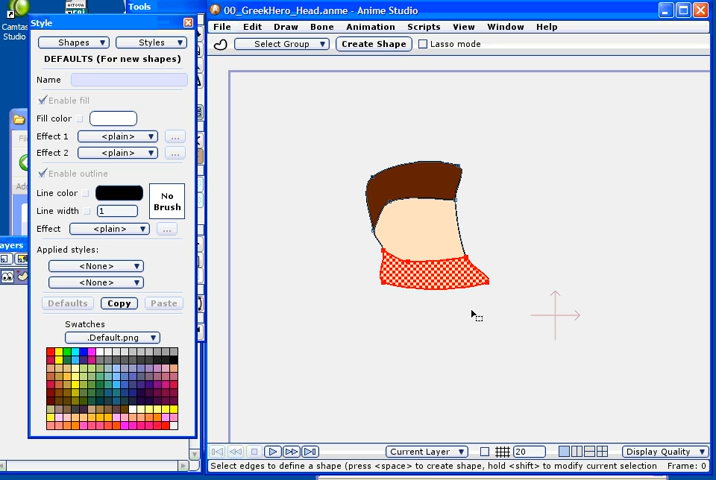 Camtas
Studio
arrow
Tools
Style
Shapes
Styles
DEFAULTS (For new shapes)
Name
Enable fill
Fill color
Effect 1
<plain>
...
Effect 2
<plain>
...
Enable outline
Line color
No
Brush
Line width
1
Effect
<plain>
...
Applied styles:
<None>
<None>
Defaults
Copy
Paste
Swatches
.Default.png
ayers
00_GreekHero_Head.anme - Anime Studio
File Edit Draw Bone Animation Scripts View Window Help
Select Group
Create Shape
Lasso mode
Current Layer
20
Display Quality
Select edges to define a shape (press <space> to create shape, hold <shift> to modify current selection
Frame: 0